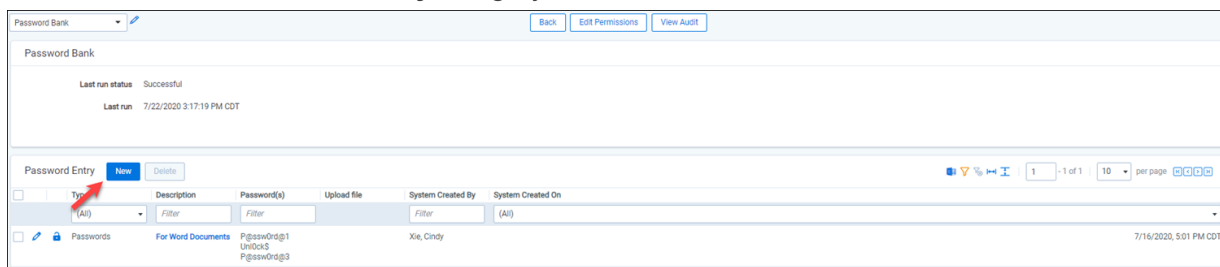 Password Bank
Back Edit Permissions View Audit
Password Bank
Last run status Successful
Last run 7/22/2020 3:17:19 PM CDT
Password Entry New Delete 1 - 1 of 1 10 per page
Description Password(s) Upload file System Created By System Created On
(All) Filter Filter Filter (All)
Passwords For Word Documents P@ssw0rd@1 Xie, Cindy 7/16/2020, 5:01 PM CDT
Unl0ck$
P@ssw0rd@3